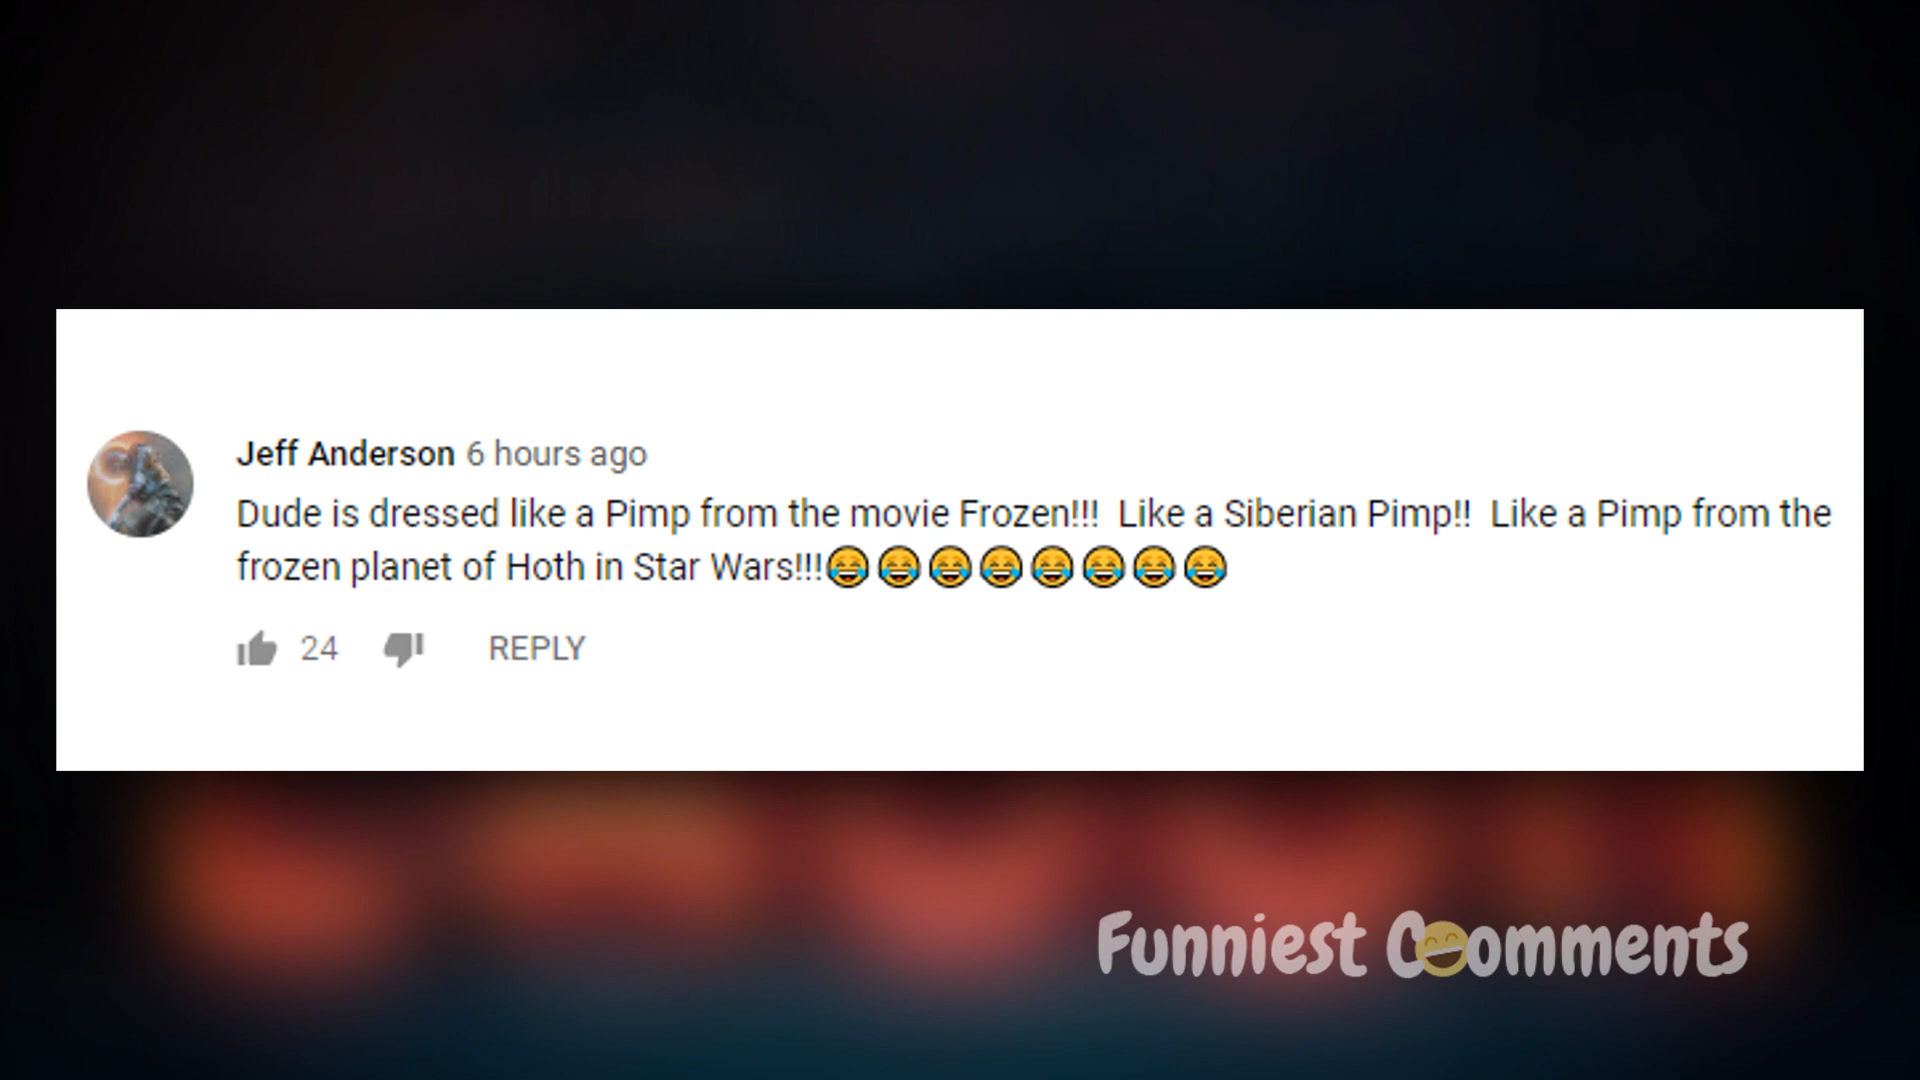 Jeff Anderson 6 hours ago
Dude is dressed like a Pimp from the movie Frozen!!!  Like a Siberian Pimp!!  Like a Pimp from the
frozen planet of Hoth in Star Wars!!!😂😂😂😂😂😂😂😂
24 REPLY
Funniest Comments